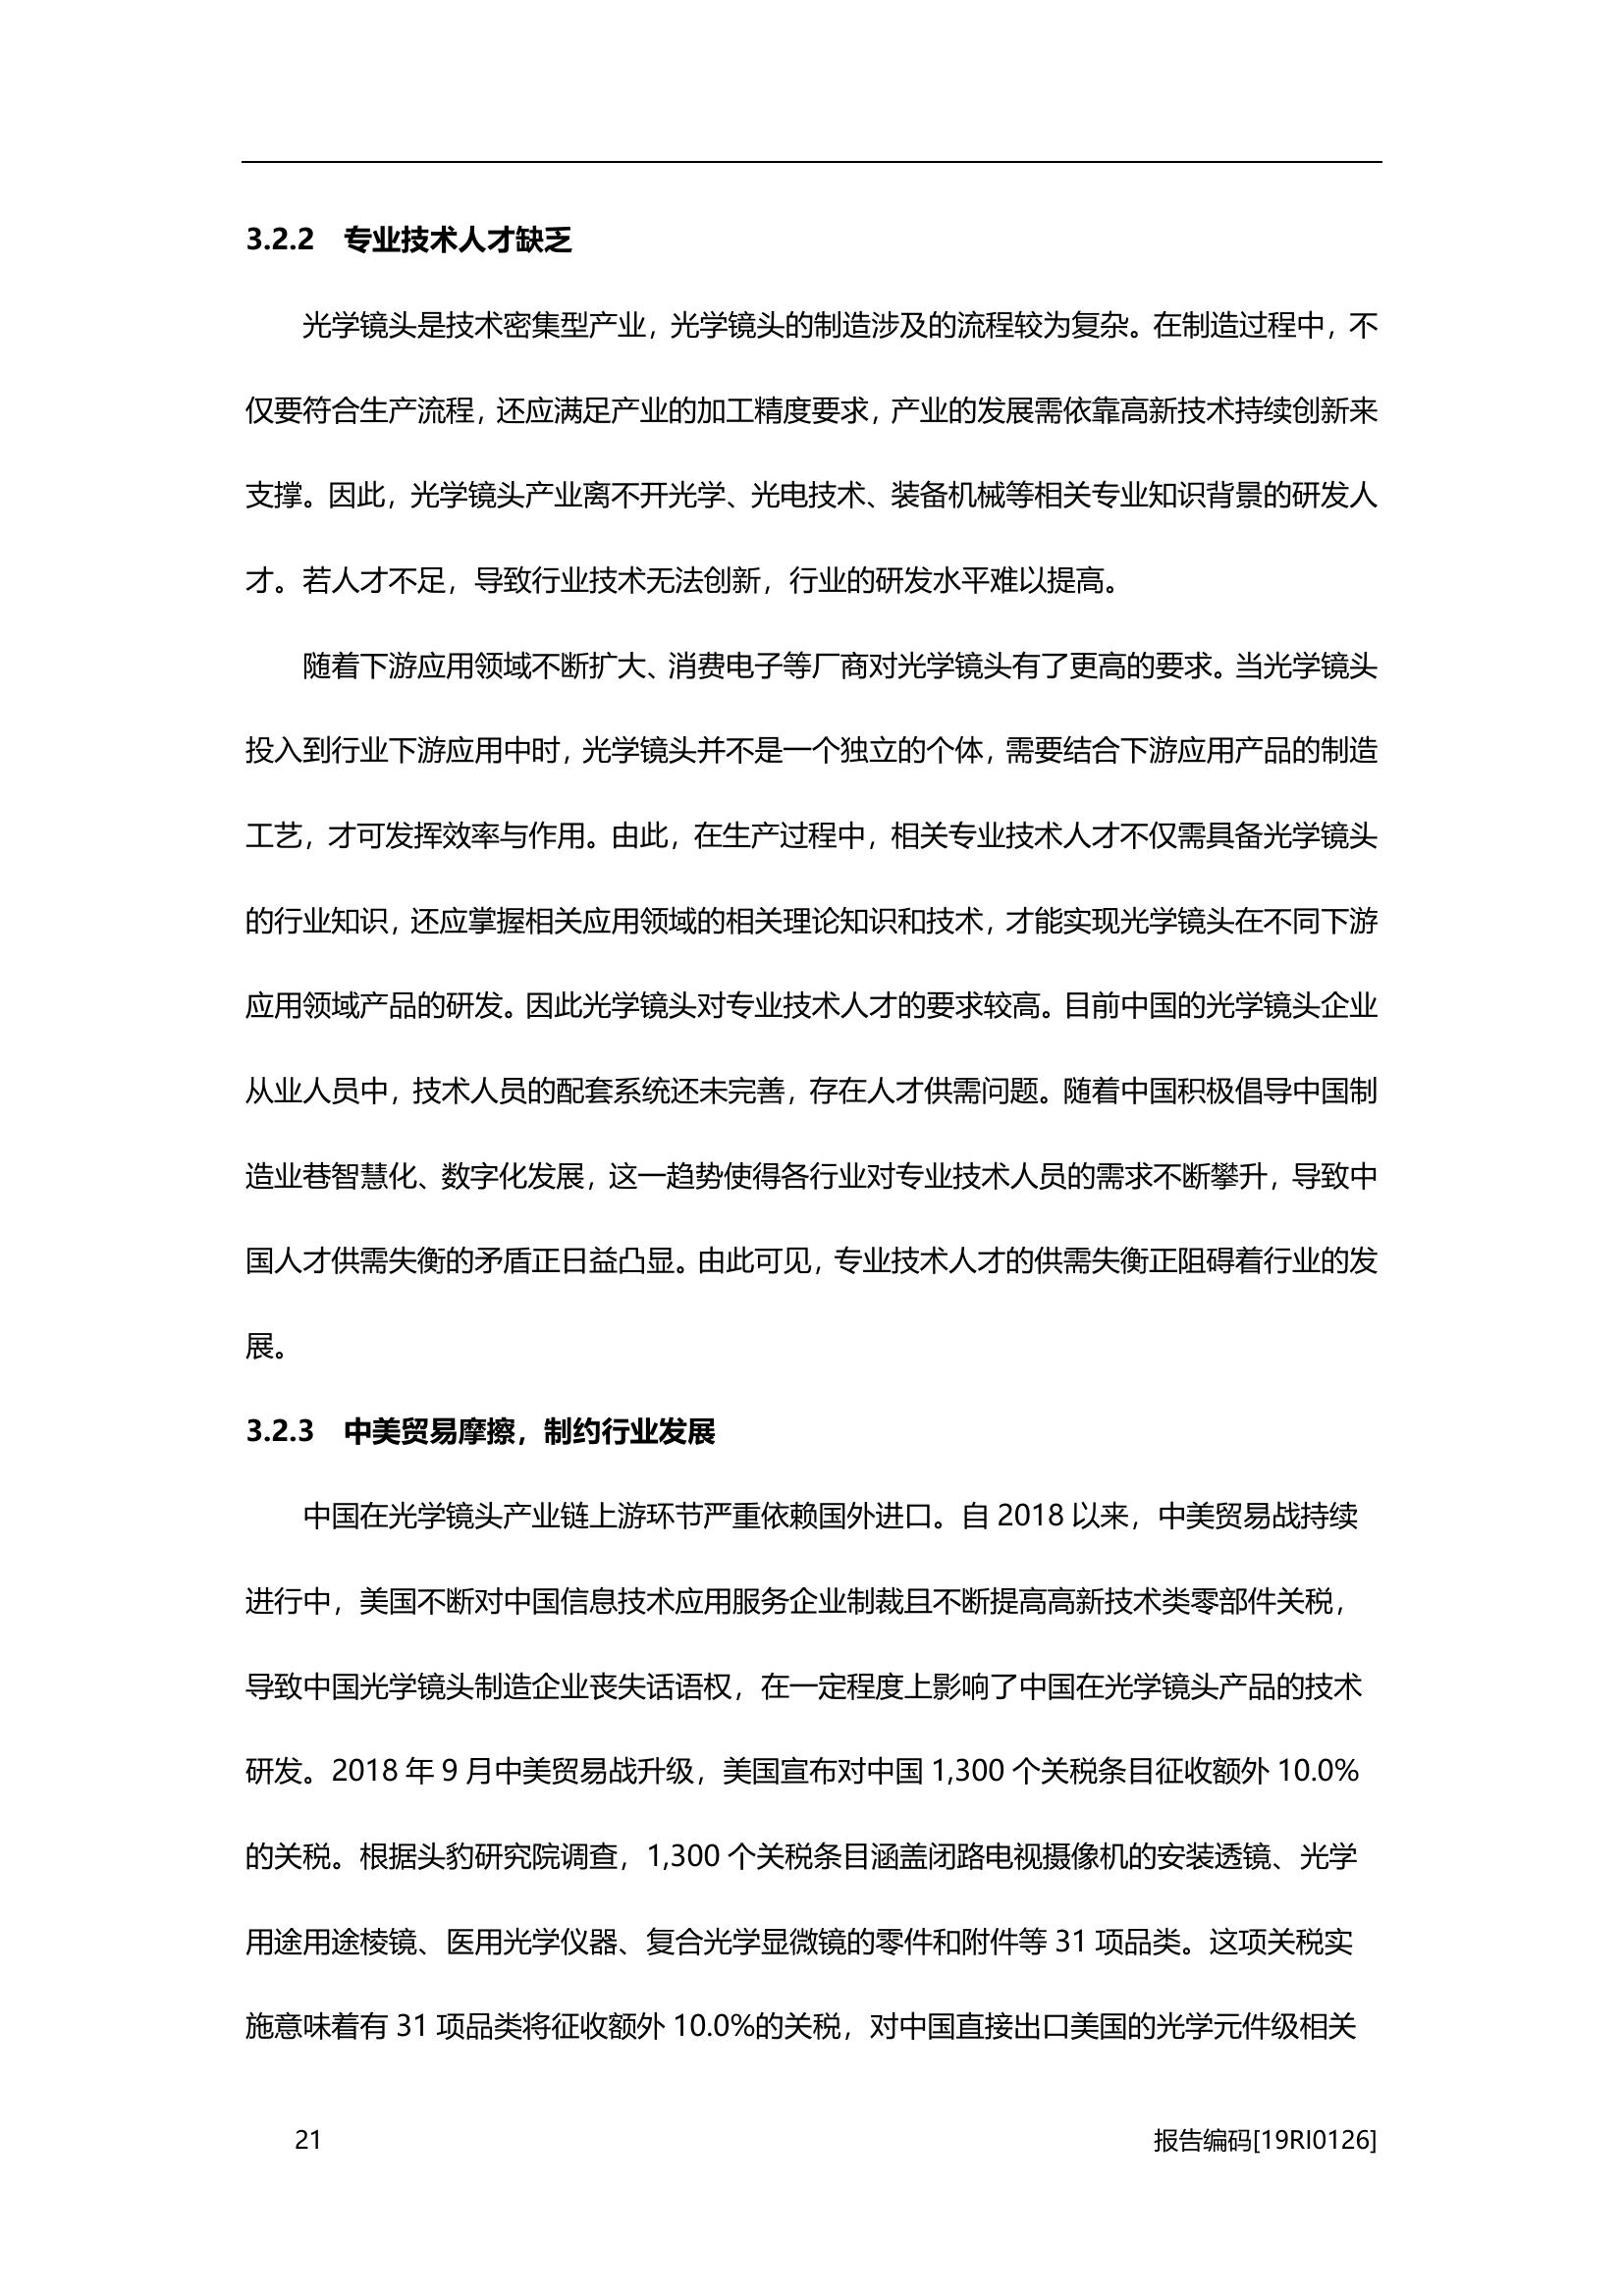 3.2.2 专业技术人才缺乏
光学镜头是技术密集型产业，光学镜头的制造涉及的流程较为复杂。在制造过程中，不
仅要符合生产流程，还应满足产业的加工精度要求，产业的发展需依靠高新技术持续创新来
支撑。因此，光学镜头产业离不开光学、光电技术、装备机械等相关专业知识背景的研发人
才。若人才不足，导致行业技术无法创新，行业的研发水平难以提高。
随着下游应用领域不断扩大、消费电子等厂商对光学镜头有了更高的要求。当光学镜头
投入到行业下游应用中时，光学镜头并不是一个独立的个体，需要结合下游应用产品的制造
工艺，才可发挥效率与作用。由此，在生产过程中，相关专业技术人才不仅需具备光学镜头
的行业知识，还应掌握相关应用领域的相关理论知识和技术，才能实现光学镜头在不同下游
应用领域产品的研发。因此光学镜头对专业技术人才的要求较高。目前中国的光学镜头企业
从业人员中，技术人员的配套系统还未完善，存在人才供需问题。随着中国积极倡导中国制
造业巷智慧化、数字化发展，这一趋势使得各行业对专业技术人员的需求不断攀升，导致中
国人才供需失衡的矛盾正日益凸显。由此可见，专业技术人才的供需失衡正阻碍着行业的发
展。
3.2.3 中美贸易摩擦，制约行业发展
中国在光学镜头产业链上游环节严重依赖国外进口。自 2018 以来，中美贸易战持续
进行中，美国不断对中国信息技术应用服务企业制裁且不断提高高新技术类零部件关税，
导致中国光学镜头制造企业丧失话语权，在一定程度上影响了中国在光学镜头产品的技术
研发。2018 年 9 月中美贸易战升级，美国宣布对中国 1,300 个关税条目征收额外 10.0%
的关税。根据头豹研究院调查，1,300 个关税条目涵盖闭路电视摄像机的安装透镜、光学
用途用途棱镜、医用光学仪器、复合光学显微镜的零件和附件等 31 项品类。这项关税实
施意味着有 31 项品类将征收额外 10.0%的关税，对中国直接出口美国的光学元件级相关
21 报告编码[19RI0126]